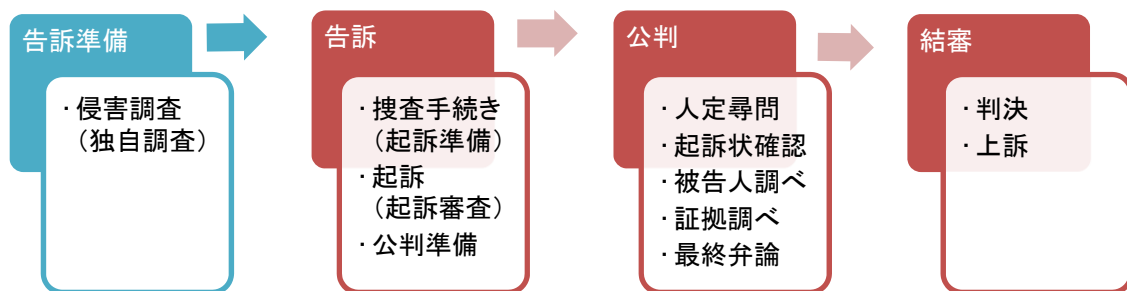 告訴準備
・侵害調査
（独自調査）
告訴
・捜査手続き
（起訴準備）
・起訴
（起訴審査）
・公判準備
公判
・人定尋問
・起訴状確認
・被告人調べ
・証拠調べ
・最終弁論
結審
・判決
・上訴